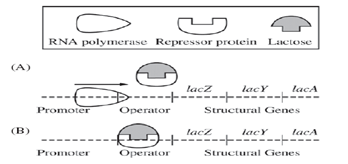 RNA polymerase Repressor protein Lactose
(A)
lacZ lacY lacA
Promoter Operator Structural Genes
(B)
lacZ lacY lacA
Promoter Operator Structural Genes